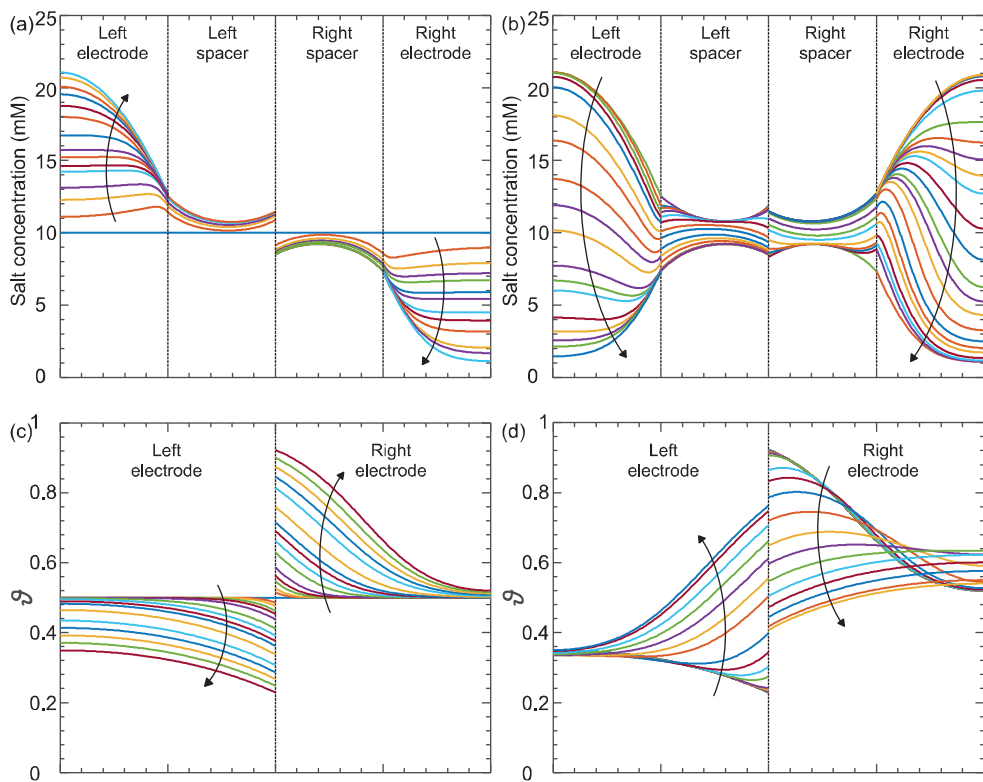 (a)
25
20
15
10
5
0
Salt concentration (mM)
Left
electrode
Left
spacer
Right
spacer
Right
electrode
(b)
25
20
15
10
5
0
Salt concentration (mM)
Left
electrode
Left
spacer
Right
spacer
Right
electrode
(c)
1
0.8
0.6
0.4
0.2
0
ϑ
Left
electrode
Right
electrode
(d)
1
0.8
0.6
0.4
0.2
0
ϑ
Left
electrode
Right
electrode